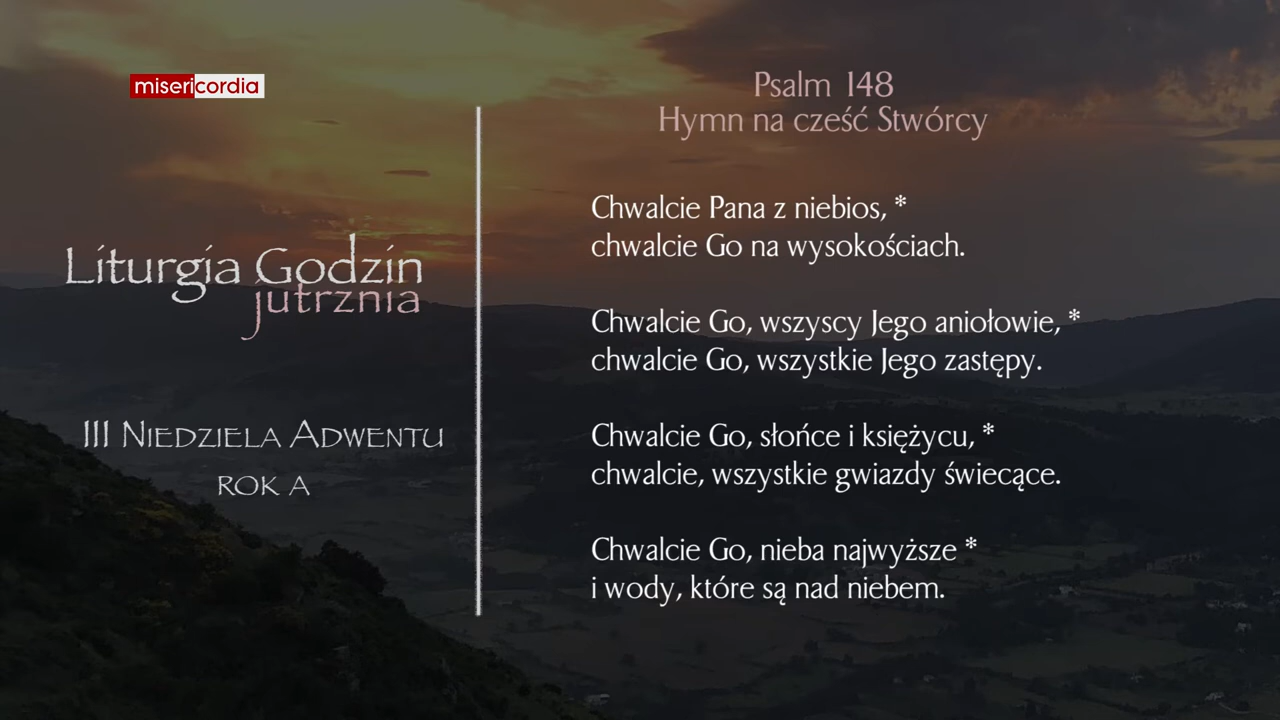 misericordia
Liturgia Godzin
jutrznia
III Niedziela Adwentu
rok A
Psalm 148
Hymn na cześć Stwórcy
Chwalcie Pana z niebios, *
chwalcie Go na wysokościach.
Chwalcie Go, wszyscy Jego aniołowie, *
chwalcie Go, wszystkie Jego zastępy.
Chwalcie Go, słońce i księżycu, *
chwalcie, wszystkie gwiazdy świecące.
Chwalcie Go, nieba najwyższe *
i wody, które są nad niebem.